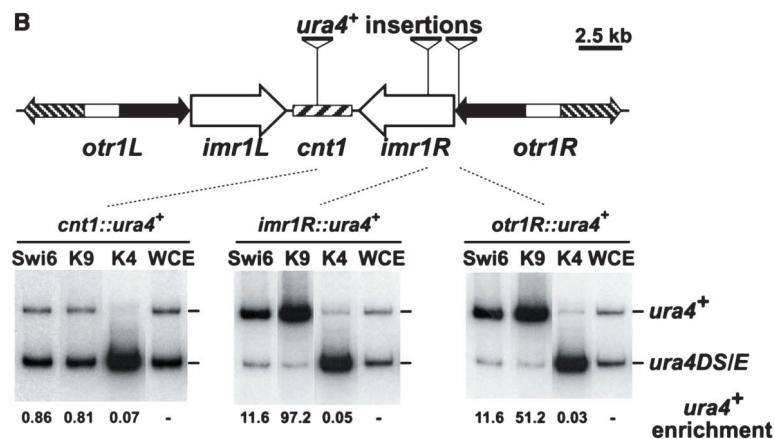 B
ura4+ insertions
2.5 kb
otr1L imr1L cnt1 imr1R otr1R
cnt1::ura4+ imr1R::ura4+ otr1R::ura4+
Swi6 K9 K4 WCE Swi6 K9 K4 WCE Swi6 K9 K4 WCE
ura4+
ura4DS/E
0.86 0.81 0.07 - 11.6 97.2 0.05 - 11.6 51.2 0.03 - ura4+
enrichment